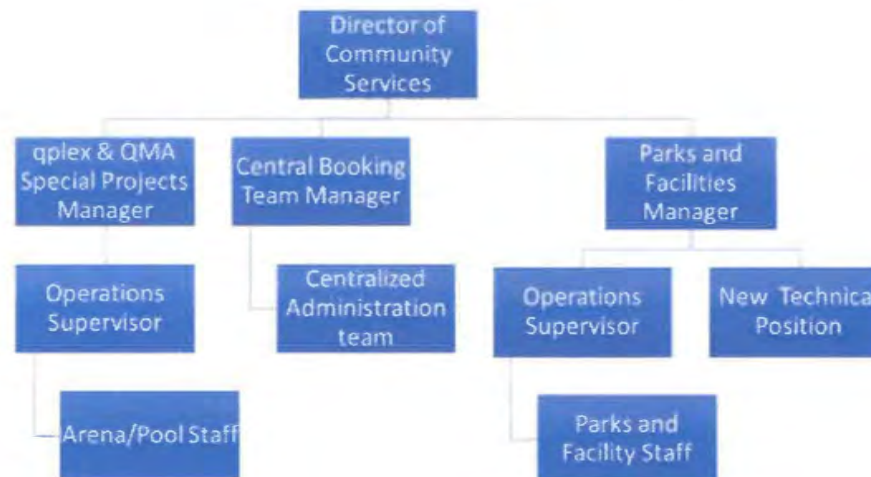 Director of
Community
Services
qplex & QMA
Special Projects
Manager
Central Booking
Team Manager
Parks and
Facilities
Manager
Operations
Supervisor
Centralized
Administration
team
Operations
Supervisor
New Technical
Position
Arena/Pool Staff
Parks and
Facility Staff